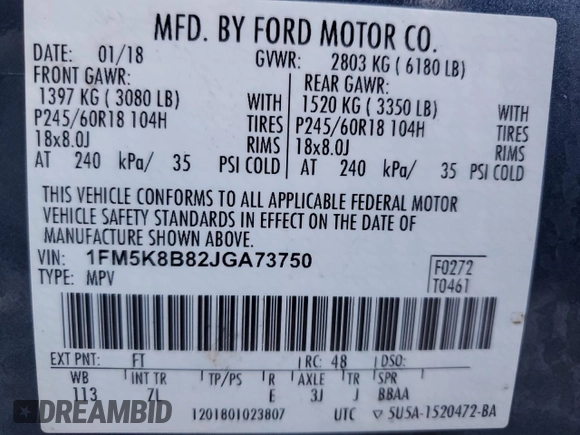 MFD. BY FORD MOTOR CO.
DATE: 01/18 GVWR: 2803 KG ( 6180 LB)
FRONT GAWR: REAR GAWR:
1397 KG ( 3080 LB) WITH 1520 KG ( 3350 LB) WITH
P245/60R18 104H TIRES P245/60R18 104H TIRES
18x8.0J RIMS 18x8.0J RIMS
AT 240 kPa/ 35 PSI COLD AT 240 kPa/ 35 PSI COLD
THIS VEHICLE CONFORMS TO ALL APPLICABLE FEDERAL MOTOR
VEHICLE SAFETY STANDARDS IN EFFECT ON THE DATE OF
MANUFACTURE SHOWN ABOVE.
VIN: 1FM5K8B82JGA73750 F0272
TYPE: MPV T0461
EXT PNT: FT RC: 48 DSO:
WB INT TR TP/PS R AXLE TR SPR
113 7L E 3J J BBAA
1201801023807 UTC ▽ SU5A-1520472-BA
DREAMBID dreambid.com